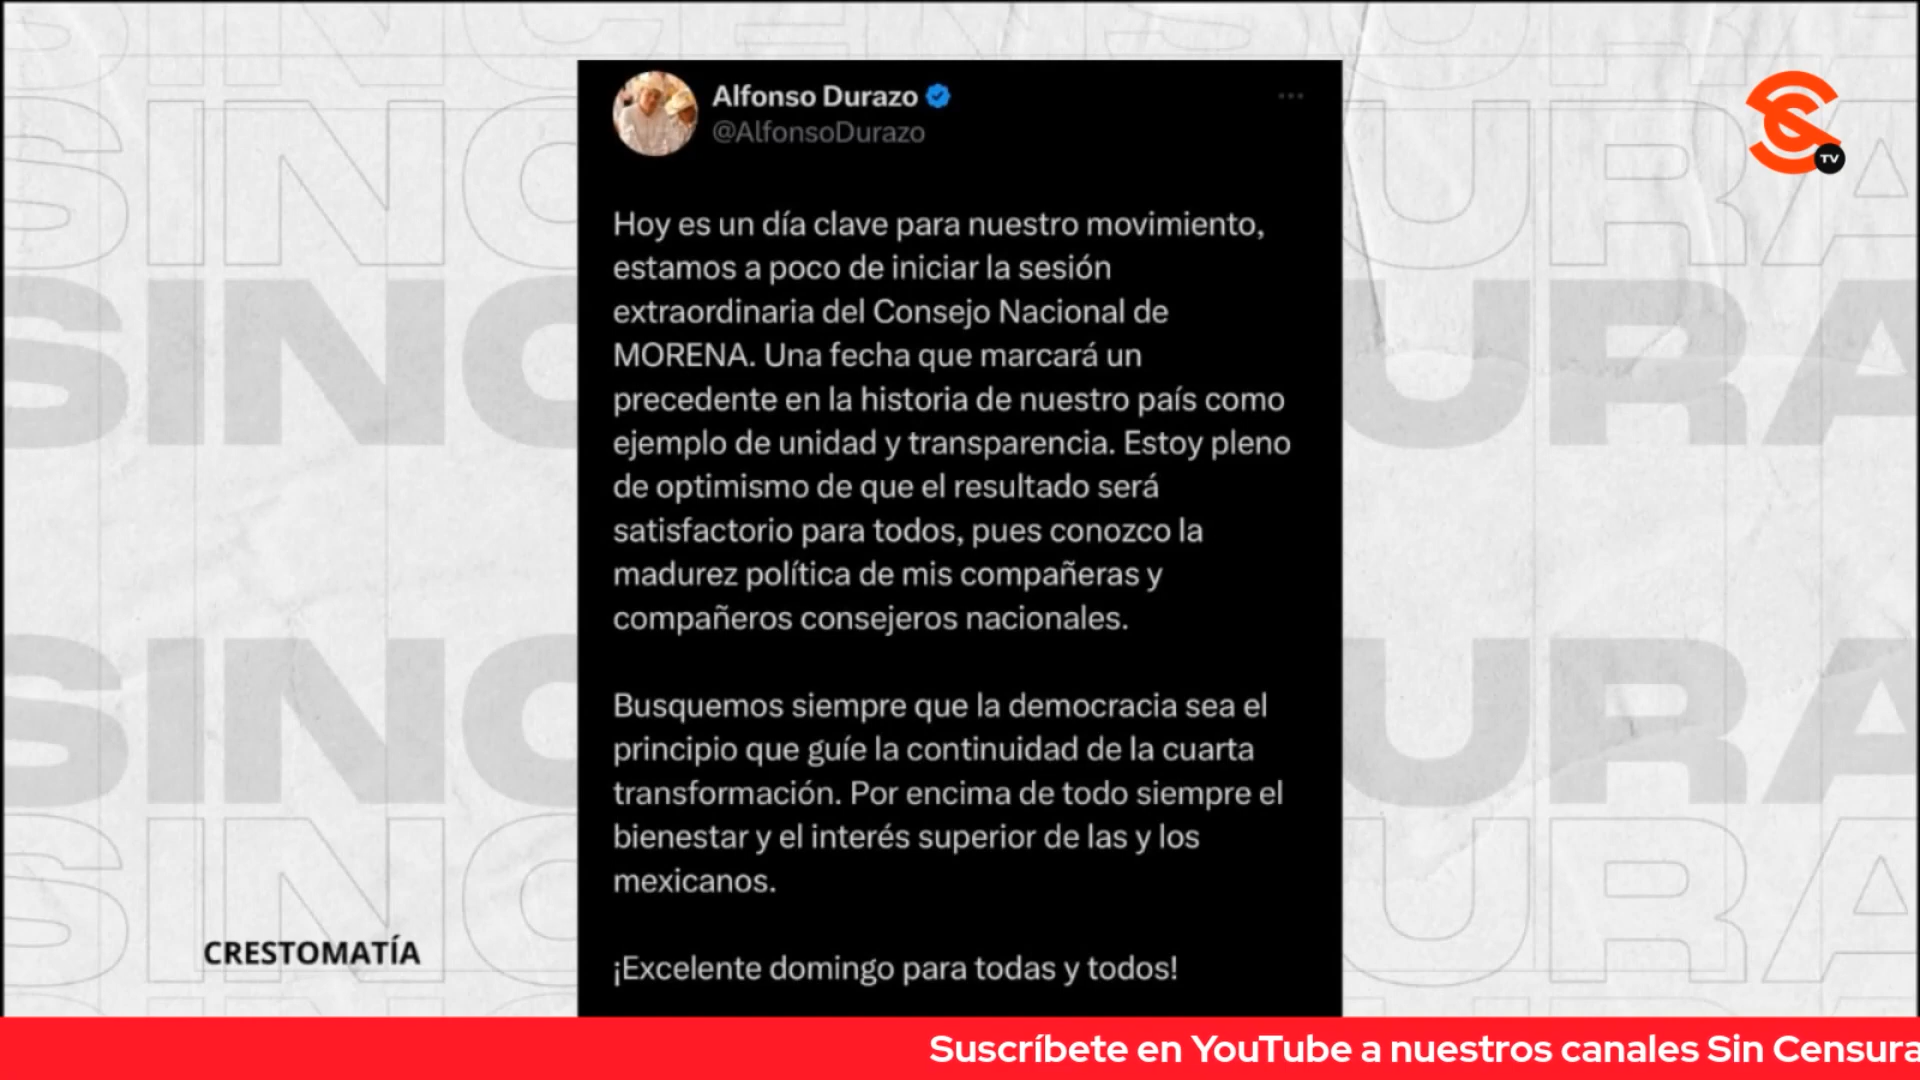 Alfonso Durazo
@AlfonsoDurazo
TV
Hoy es un día clave para nuestro movimiento,
estamos a poco de iniciar la sesión
extraordinaria del Consejo Nacional de
MORENA. Una fecha que marcará un
precedente en la historia de nuestro país como
ejemplo de unidad y transparencia. Estoy pleno
de optimismo de que el resultado será
satisfactorio para todos, pues conozco la
madurez política de mis compañeras y
compañeros consejeros nacionales.
Busquemos siempre que la democracia sea el
principio que guíe la continuidad de la cuarta
transformación. Por encima de todo siempre el
bienestar y el interés superior de las y los
mexicanos.
¡Excelente domingo para todas y todos!
CRESTOMATÍA
Suscríbete en YouTube a nuestros canales Sin Censura